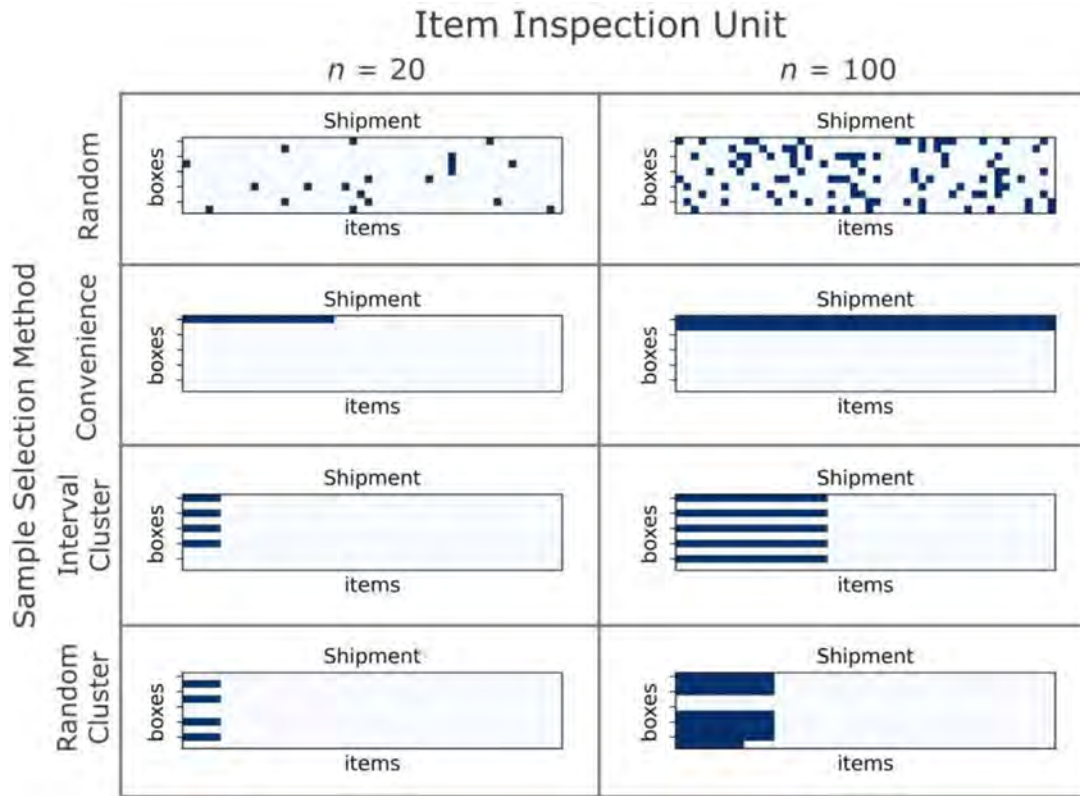 Item Inspection Unit
n = 20
n = 100
Sample Selection Method
Random
Shipment
boxes
items
Shipment
boxes
items
Convenience
Shipment
boxes
items
Shipment
boxes
items
Interval
Cluster
Shipment
boxes
items
Shipment
boxes
items
Random
Cluster
Shipment
boxes
items
Shipment
boxes
items